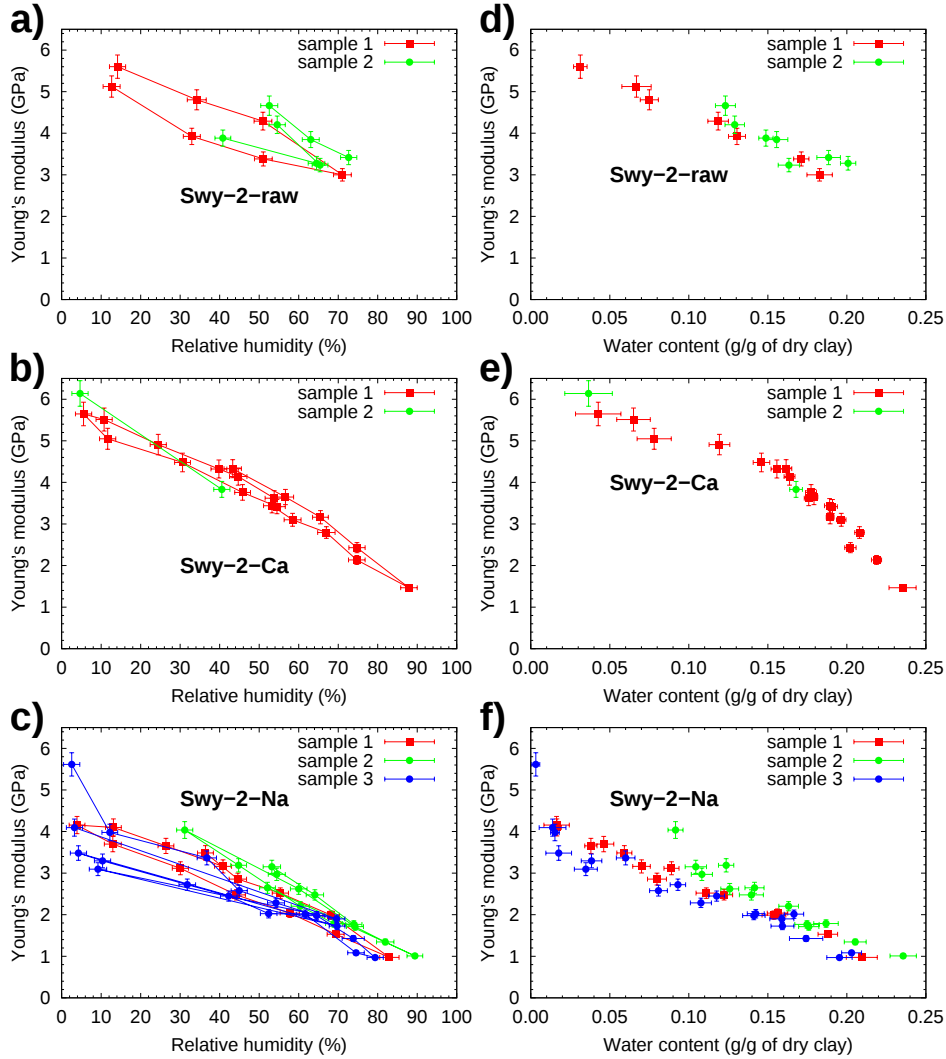 a)
Young's modulus (GPa)
6
5
4
3
2
1
0
sample 1
sample 2
Swy−2−raw
0 10 20 30 40 50 60 70 80 90 100
Relative humidity (%)
d)
Young's modulus (GPa)
6
5
4
3
2
1
0
sample 1
sample 2
Swy−2−raw
0.00 0.05 0.10 0.15 0.20 0.25
Water content (g/g of dry clay)
b)
Young's modulus (GPa)
6
5
4
3
2
1
0
sample 1
sample 2
Swy−2−Ca
0 10 20 30 40 50 60 70 80 90 100
Relative humidity (%)
e)
Young's modulus (GPa)
6
5
4
3
2
1
0
sample 1
sample 2
Swy−2−Ca
0.00 0.05 0.10 0.15 0.20 0.25
Water content (g/g of dry clay)
c)
Young's modulus (GPa)
6
5
4
3
2
1
0
sample 1
sample 2
sample 3
Swy−2−Na
0 10 20 30 40 50 60 70 80 90 100
Relative humidity (%)
f)
Young's modulus (GPa)
6
5
4
3
2
1
0
sample 1
sample 2
sample 3
Swy−2−Na
0.00 0.05 0.10 0.15 0.20 0.25
Water content (g/g of dry clay)